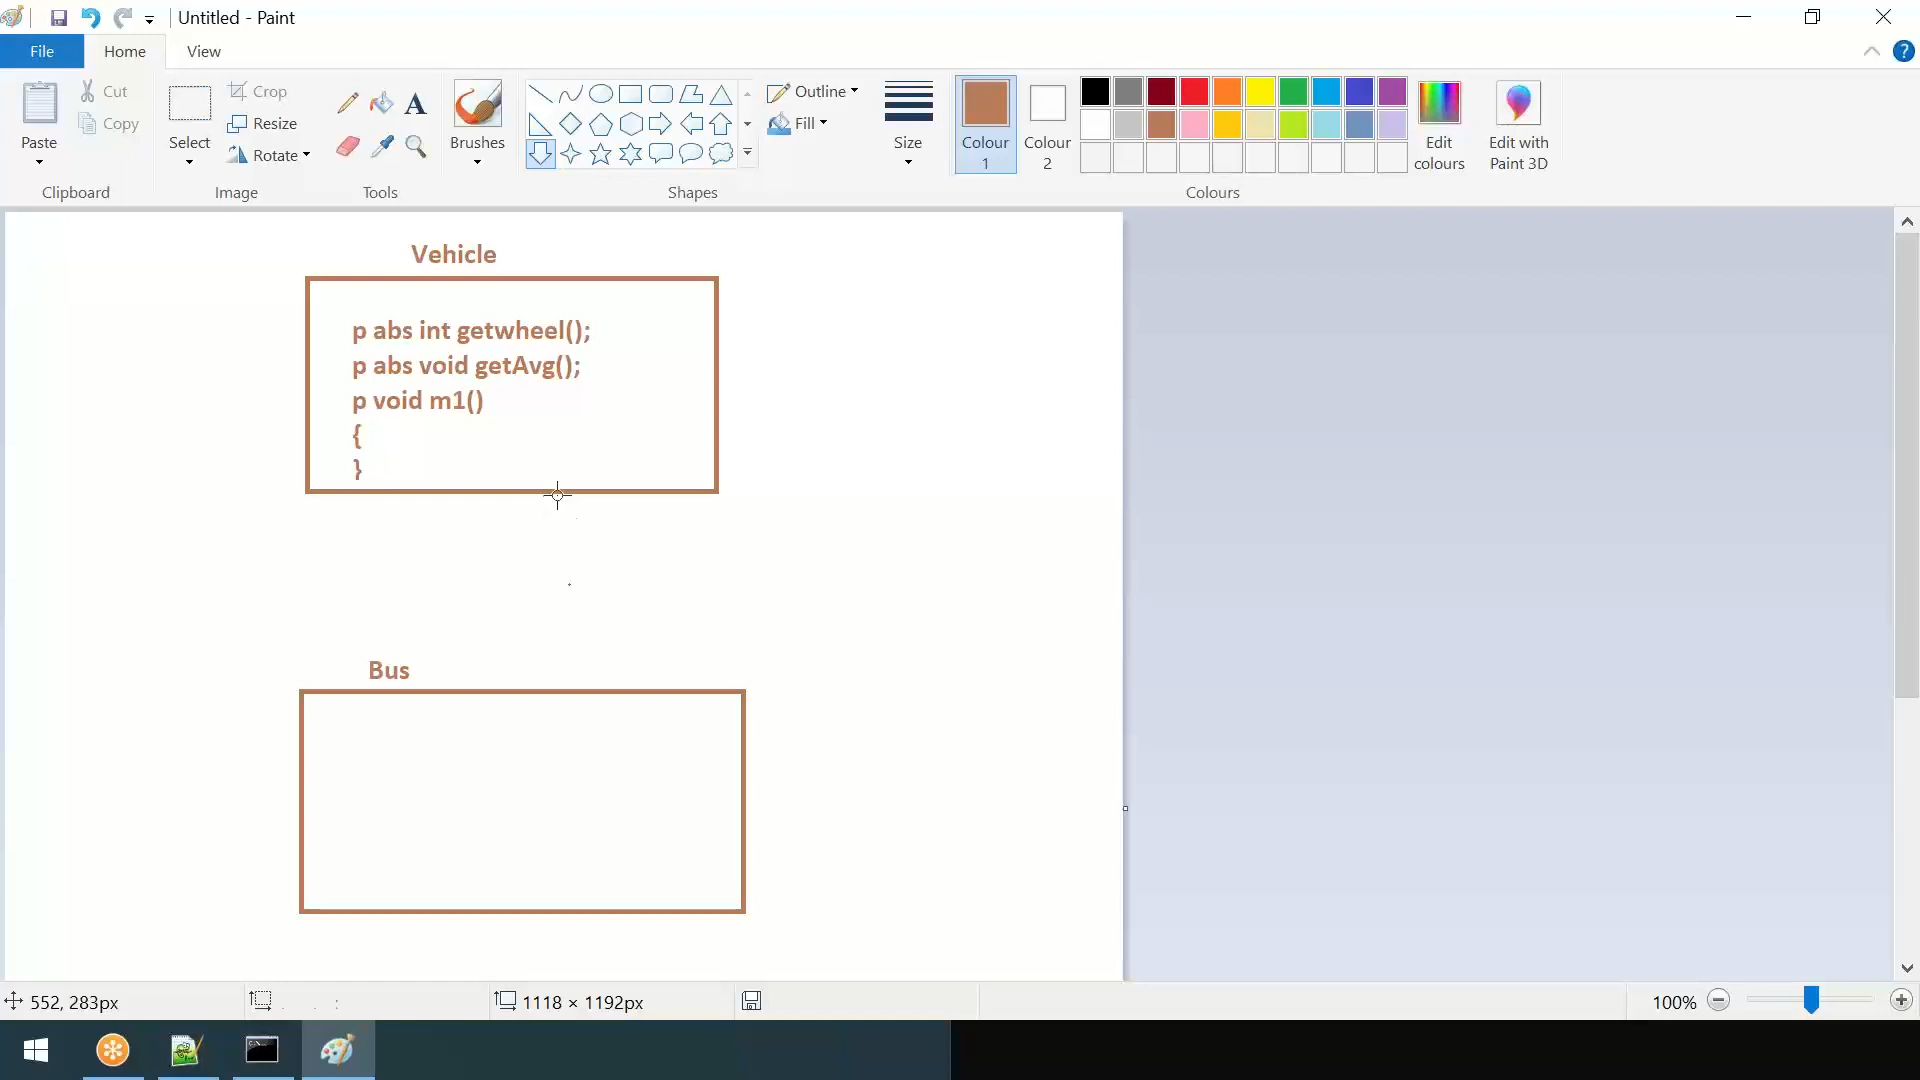 Untitled - Paint
File Home View
Paste
Cut
Copy
Clipboard
Select
Crop
Resize
Rotate
Image
A
Tools
Brushes
Shapes
Outline
Fill
Size
Colour 1
Colour 2
Edit colours
Edit with Paint 3D
Colours
Vehicle
p abs int getwheel();
p abs void getAvg();
p void m1()
{
}
Bus
552, 283px
1118 × 1192px
100%